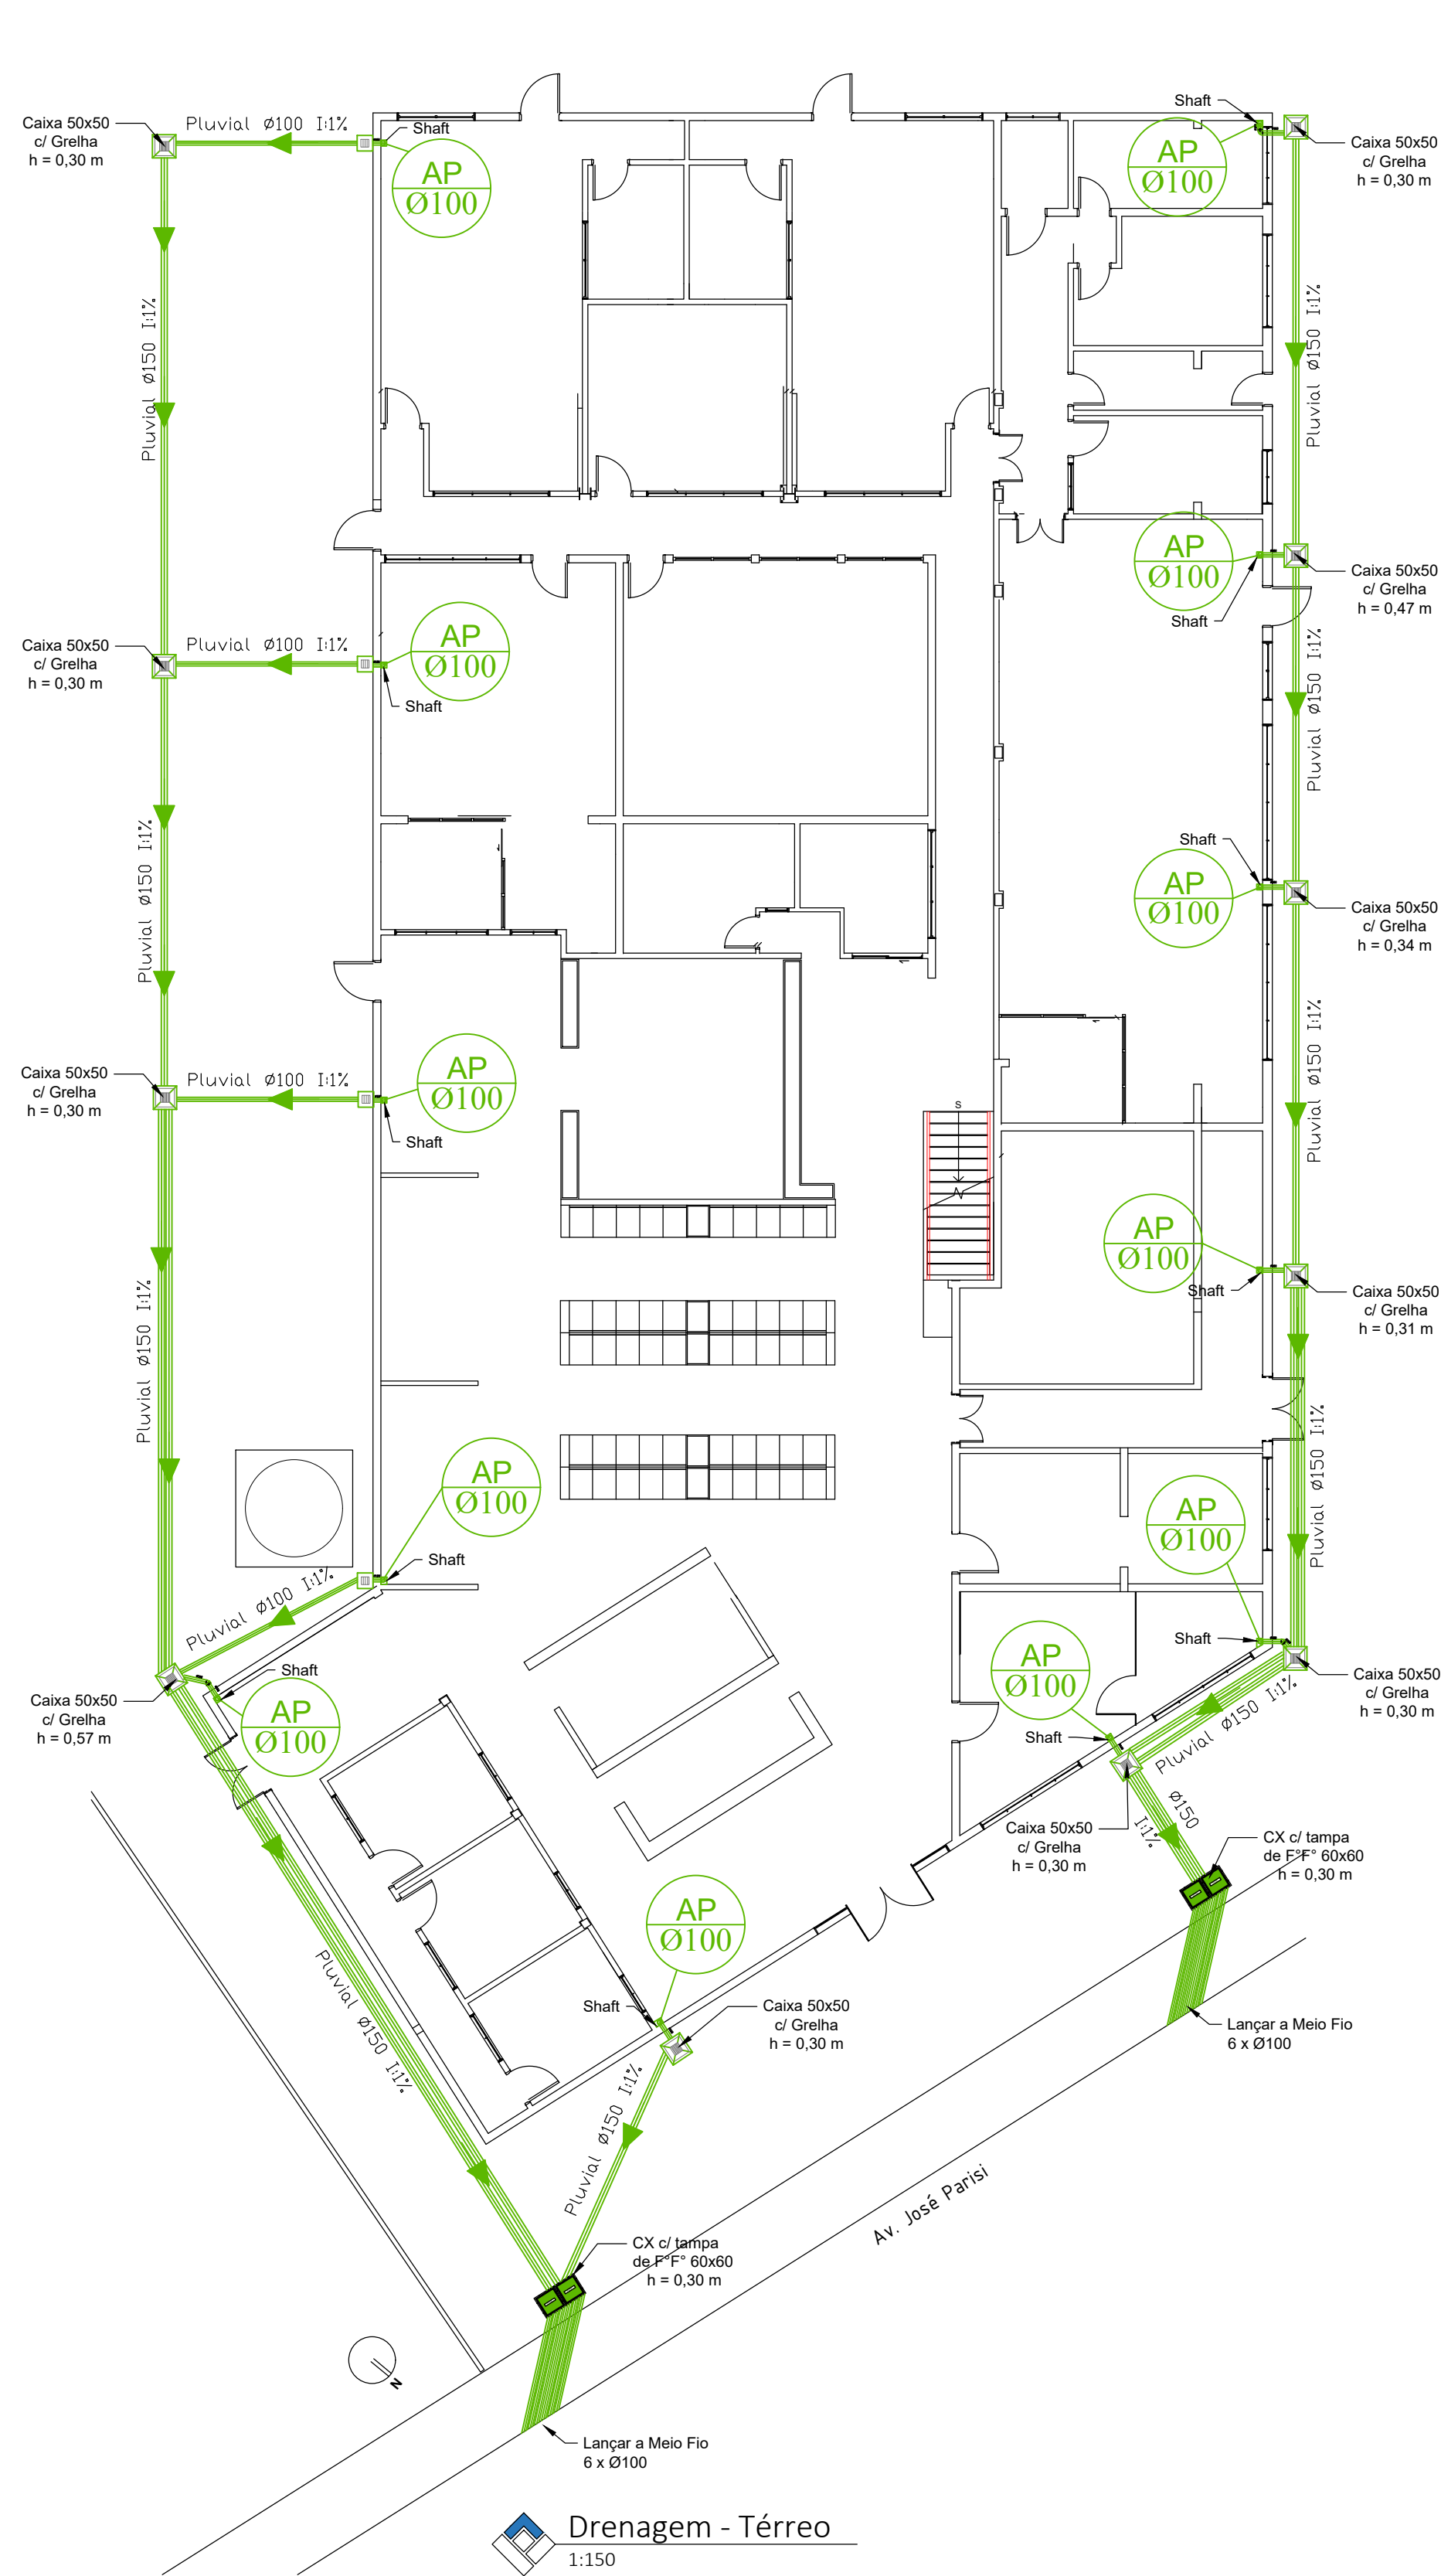 Shaft
Caixa 50x50
c/ Grelha
h = 0,30 m
Pluvial Ø100 I:1%
Shaft
AP
Ø100
AP
Ø100
Caixa 50x50
c/ Grelha
h = 0,30 m
Pluvial Ø150 I:1%
Pluvial Ø150 I:1%
AP
Ø100
Shaft
Caixa 50x50
c/ Grelha
h = 0,47 m
Caixa 50x50
c/ Grelha
h = 0,30 m
Pluvial Ø100 I:1%
AP
Ø100
Shaft
Pluvial Ø150 I:1%
Pluvial Ø150 I:1%
Shaft
AP
Ø100
Caixa 50x50
c/ Grelha
h = 0,34 m
Caixa 50x50
c/ Grelha
h = 0,30 m
Pluvial Ø100 I:1%
AP
Ø100
Shaft
Pluvial Ø150 I:1%
S
AP
Ø100
Shaft
Caixa 50x50
c/ Grelha
h = 0,31 m
Pluvial Ø150 I:1%
Pluvial Ø150 I:1%
AP
Ø100
Shaft
AP
Ø100
Pluvial Ø100 I:1%
Shaft
Caixa 50x50
c/ Grelha
h = 0,57 m
AP
Ø100
AP
Ø100
Shaft
Shaft
Caixa 50x50
c/ Grelha
h = 0,30 m
Pluvial Ø150 I:1%
Ø150
I:1%
Caixa 50x50
c/ Grelha
h = 0,30 m
CX c/ tampa
de F°F° 60x60
h = 0,30 m
AP
Ø100
Shaft
Caixa 50x50
c/ Grelha
h = 0,30 m
Pluvial Ø150 I:1%
Pluvial Ø150 I:1%
Lançar a Meio Fio
6 x Ø100
Av. José Parisi
CX c/ tampa
de F°F° 60x60
h = 0,30 m
N
Lançar a Meio Fio
6 x Ø100
Drenagem - Térreo
1:150